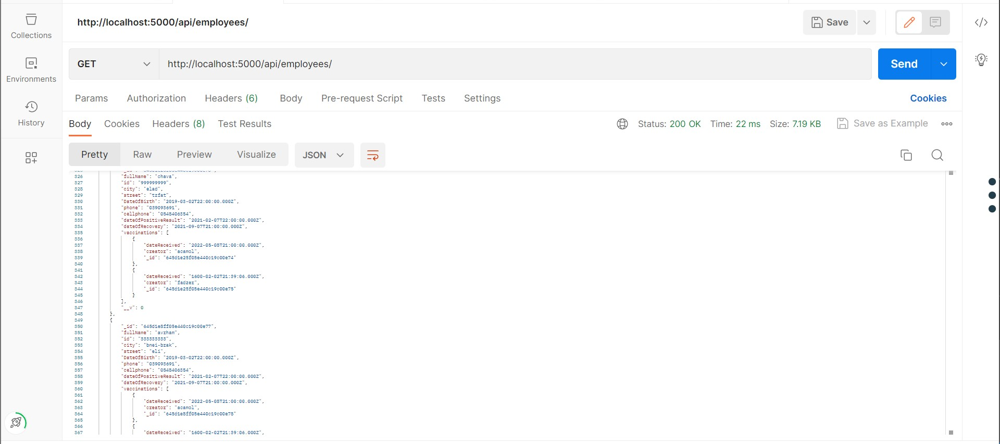 http://localhost:5000/api/employees/
Save
Collections
GET
http://localhost:5000/api/employees/
Send
Environments
Params Authorization Headers (6) Body Pre-request Script Tests Settings Cookies
History
Body Cookies Headers (8) Test Results Status: 200 OK Time: 22 ms Size: 7.19 KB Save as Example
Pretty Raw Preview Visualize JSON
326 "fullName": "chava",
327 "id": "999999999",
328 "city": "elad",
329 "street": "tzfat",
330 "DateOfBirth": "2019-03-02T22:00:00.000Z",
331 "phone": "039093691",
332 "cellphone": "0548406354",
333 "dateOfPositiveResult": "2021-02-07T22:00:00.000Z",
334 "dateOfRecovery": "2021-09-07T21:00:00.000Z",
335 "vaccinations": [
336 {
337 "dateReceived": "2022-05-08T21:00:00.000Z",
338 "creator": "acamol",
339 "_id": "645d1e25f05e440c19c00e74"
340 },
341 {
342 "dateReceived": "1600-02-02T21:39:06.000Z",
343 "creator": "fadzer",
344 "_id": "645d1e25f05e440c19c00e75"
345 }
346 ],
347 "__v": 0
348 },
349 {
350 "_id": "645d1e8ff05e440c19c00e77",
351 "fullName": "avrham",
352 "id": "333333333",
353 "city": "bnei-brak",
354 "street": "eli",
355 "DateOfBirth": "2019-03-02T22:00:00.000Z",
356 "phone": "039093691",
357 "cellphone": "0548406354",
358 "dateOfPositiveResult": "2021-02-07T22:00:00.000Z",
359 "dateOfRecovery": "2021-09-07T21:00:00.000Z",
360 "vaccinations": [
361 {
362 "dateReceived": "2022-05-08T21:00:00.000Z",
363 "creator": "acamol",
364 "_id": "645d1e8ff05e440c19c00e78"
365 },
366 {
367 "dateReceived": "1600-02-02T21:39:06.000Z",